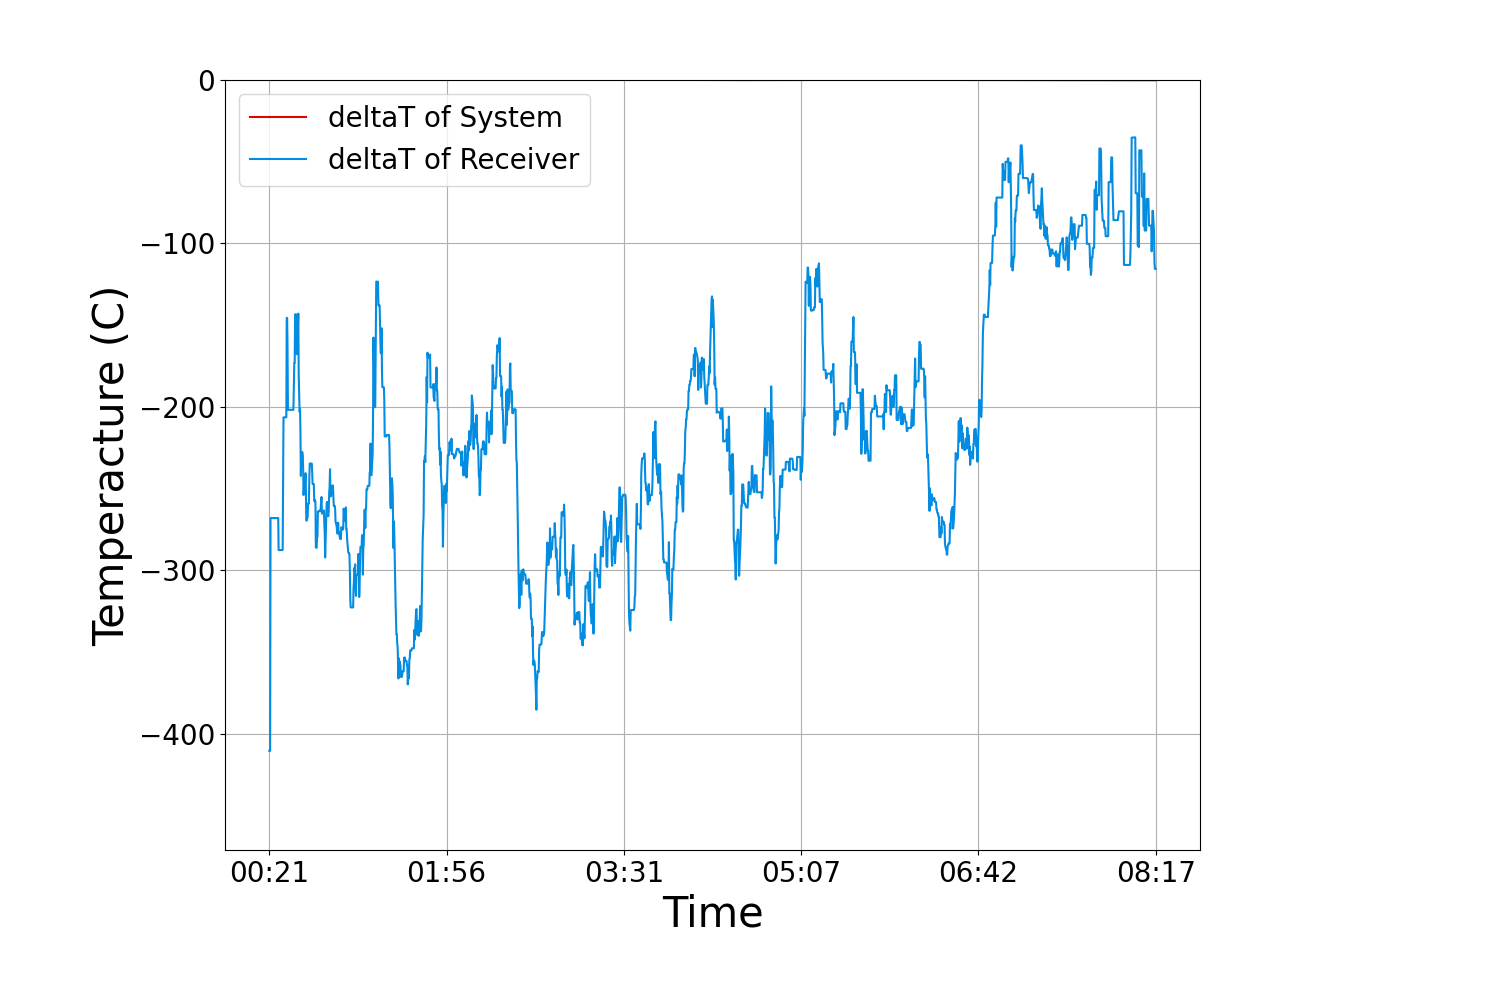 deltaT of System
deltaT of Receiver
0
−100
−200
−300
−400
Temperacture (C)
00:21 01:56 03:31 05:07 06:42 08:17
Time